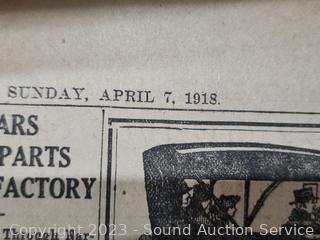 SUNDAY, APRIL 7, 1918.
ARS
PARTS
FACTORY
Copyright 2023 - Sound Auction Service